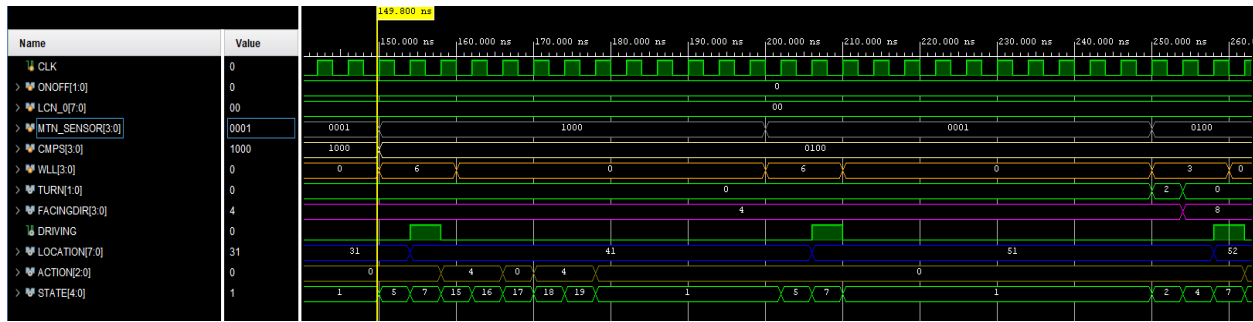 149.800 ns
Name Value 150.000 ns 160.000 ns 170.000 ns 180.000 ns 190.000 ns 200.000 ns 210.000 ns 220.000 ns 230.000 ns 240.000 ns 250.000 ns 260.
CLK 0
ONOFF[1:0] 0 0
LCN_0[7:0] 00 00
MTN_SENSOR[3:0] 0001 0001 1000 0001 0100
CMPS[3:0] 1000 1000 0100
WLL[3:0] 0 0 6 0 6 0 3 0
TURN[1:0] 0 0 2 0
FACINGDIR[3:0] 4 4 8
DRIVING 0
LOCATION[7:0] 31 31 41 51 52
ACTION[2:0] 0 0 4 0 4 0
STATE[4:0] 1 1 5 7 15 16 17 18 19 1 5 7 1 2 4 7